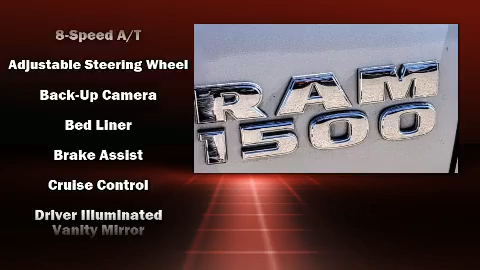 8-Speed A/T
Adjustable Steering Wheel
Back-Up Camera
Bed Liner
Brake Assist
Cruise Control
Driver Illuminated
Vanity Mirror
RAM
1500